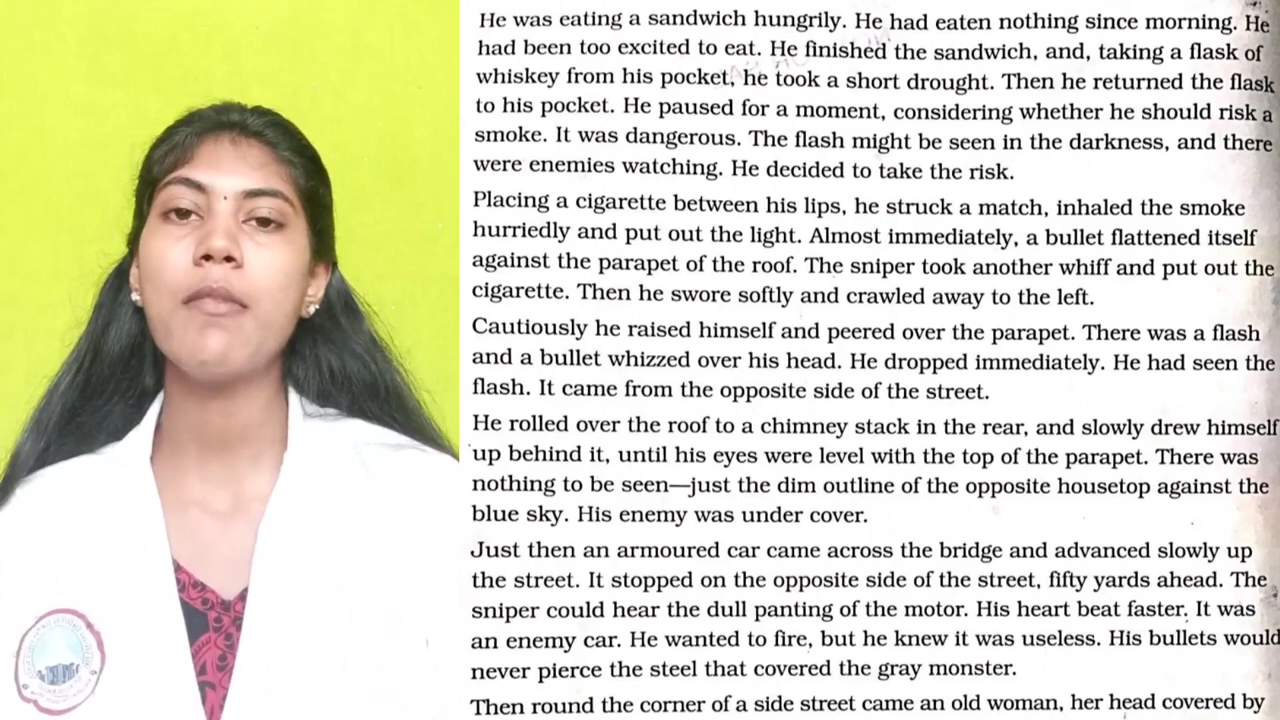 He was eating a sandwich hungrily. He had eaten nothing since morning. He
had been too excited to eat. He finished the sandwich, and, taking a flask of
whiskey from his pocket, he took a short drought. Then he returned the flask
to his pocket. He paused for a moment, considering whether he should risk a
smoke. It was dangerous. The flash might be seen in the darkness, and there
were enemies watching. He decided to take the risk.
Placing a cigarette between his lips, he struck a match, inhaled the smoke
hurriedly and put out the light. Almost immediately, a bullet flattened itself
against the parapet of the roof. The sniper took another whiff and put out the
cigarette. Then he swore softly and crawled away to the left.
Cautiously he raised himself and peered over the parapet. There was a flash
and a bullet whizzed over his head. He dropped immediately. He had seen the
flash. It came from the opposite side of the street.
He rolled over the roof to a chimney stack in the rear, and slowly drew himself
up behind it, until his eyes were level with the top of the parapet. There was
nothing to be seen—just the dim outline of the opposite housetop against the
blue sky. His enemy was under cover.
Just then an armoured car came across the bridge and advanced slowly up
the street. It stopped on the opposite side of the street, fifty yards ahead. The
sniper could hear the dull panting of the motor. His heart beat faster. It was
an enemy car. He wanted to fire, but he knew it was useless. His bullets would
never pierce the steel that covered the gray monster.
Then round the corner of a side street came an old woman, her head covered by